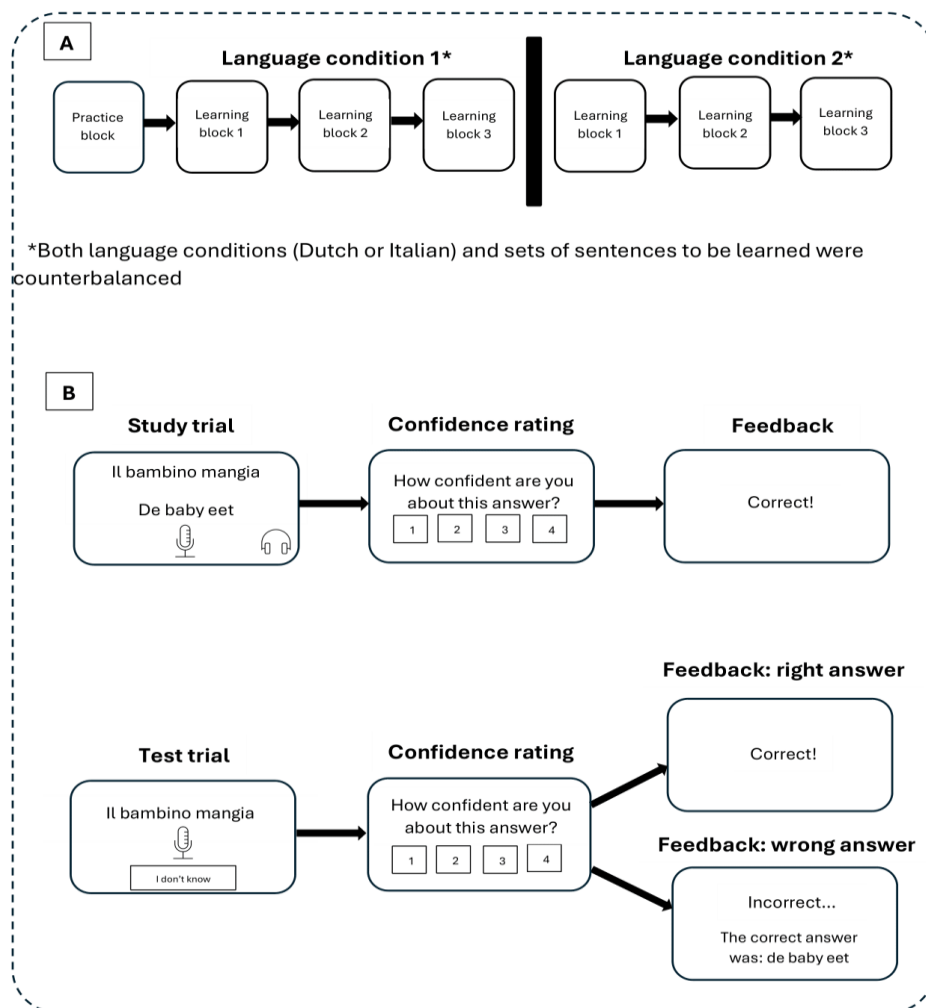 A
Language condition 1*
Language condition 2*
Practice
block
Learning
block 1
Learning
block 2
Learning
block 3
Learning
block 1
Learning
block 2
Learning
block 3
*Both language conditions (Dutch or Italian) and sets of sentences to be learned were
counterbalanced
B
Study trial
Confidence rating
Feedback
Il bambino mangia
De baby eet
How confident are you
about this answer?
1 2 3 4
Correct!
Feedback: right answer
Test trial
Confidence rating
Il bambino mangia
I don't know
How confident are you
about this answer?
1 2 3 4
Correct!
Feedback: wrong answer
Incorrect...
The correct answer
was: de baby eet